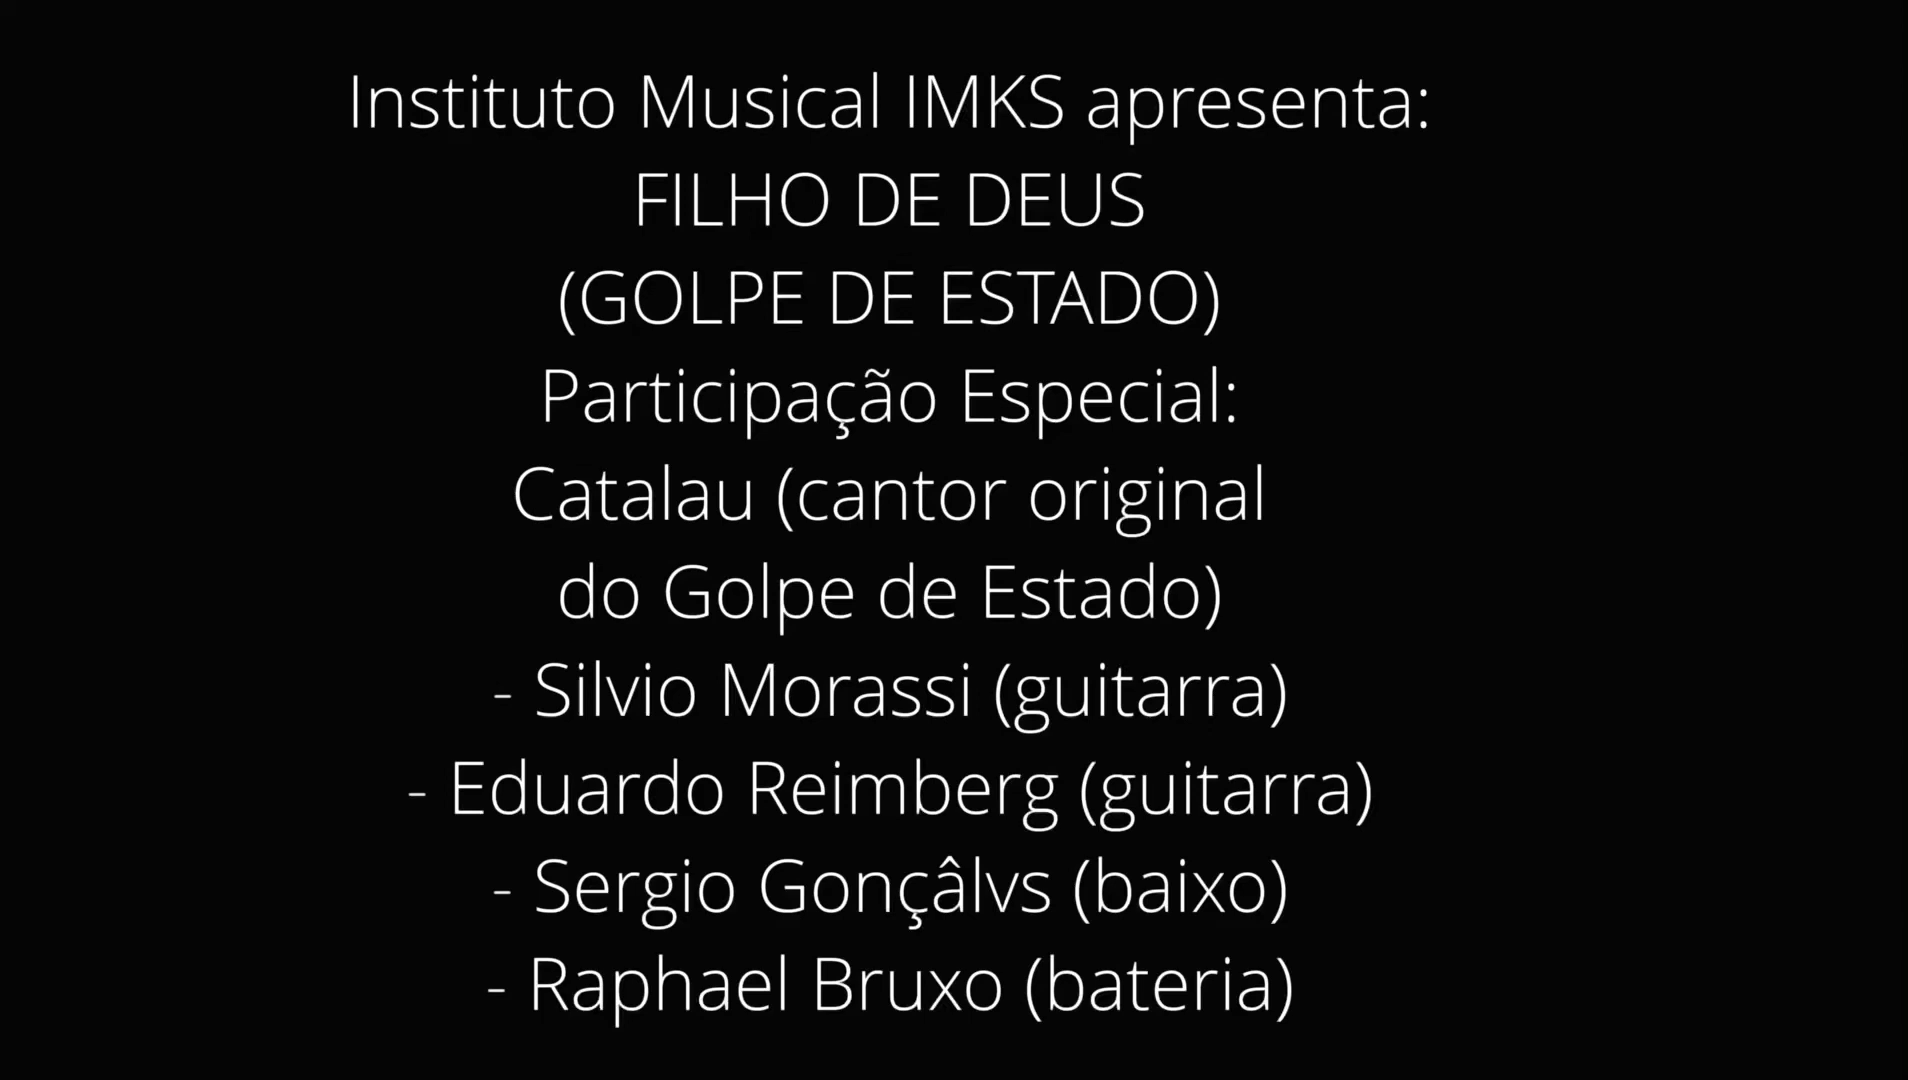 Instituto Musical IMKS apresenta:
FILHO DE DEUS
(GOLPE DE ESTADO)
Participação Especial:
Catalau (cantor original
do Golpe de Estado)
- Silvio Morassi (guitarra)
- Eduardo Reimberg (guitarra)
- Sergio Gonçâlvs (baixo)
- Raphael Bruxo (bateria)